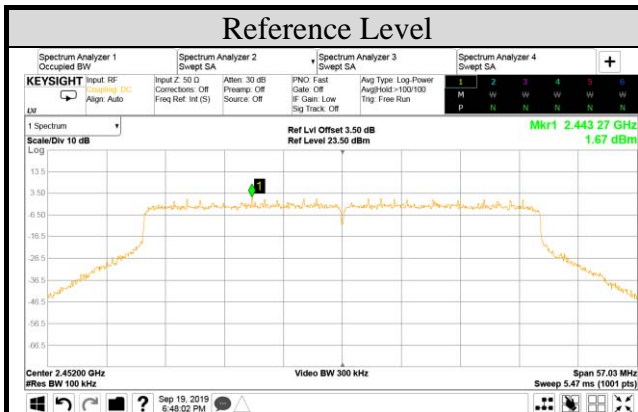 Reference Level
Spectrum Analyzer 1
Occupied BW
Spectrum Analyzer 2
Swept SA
Spectrum Analyzer 3
Swept SA
Spectrum Analyzer 4
Swept SA
+
KEYSIGHT
LXI
Input: RF
Coupling: DC
Align: Auto
Input Z: 50 Ω
Corrections: Off
Freq Ref: Int (S)
Atten: 30 dB
Preamp: Off
Source: Off
PNO: Fast
Gate: Off
IF Gain: Low
Sig Track: Off
Avg Type: Log-Power
Avg|Hold:>100/100
Trig: Free Run
1 2 3 4 5 6
M W W W W W
P N N N N N
1 Spectrum
Scale/Div 10 dB
Ref Lvl Offset 3.50 dB
Ref Level 23.50 dBm
Mkr1 2.443 27 GHz
1.67 dBm
Log
13.5
3.50
-6.50
-16.5
-26.5
-36.5
-46.5
-56.5
-66.5
1
Center 2.45200 GHz
#Res BW 100 kHz
Video BW 300 kHz
Span 57.03 MHz
Sweep 5.47 ms (1001 pts)
?
Sep 19, 2019
6:48:02 PM